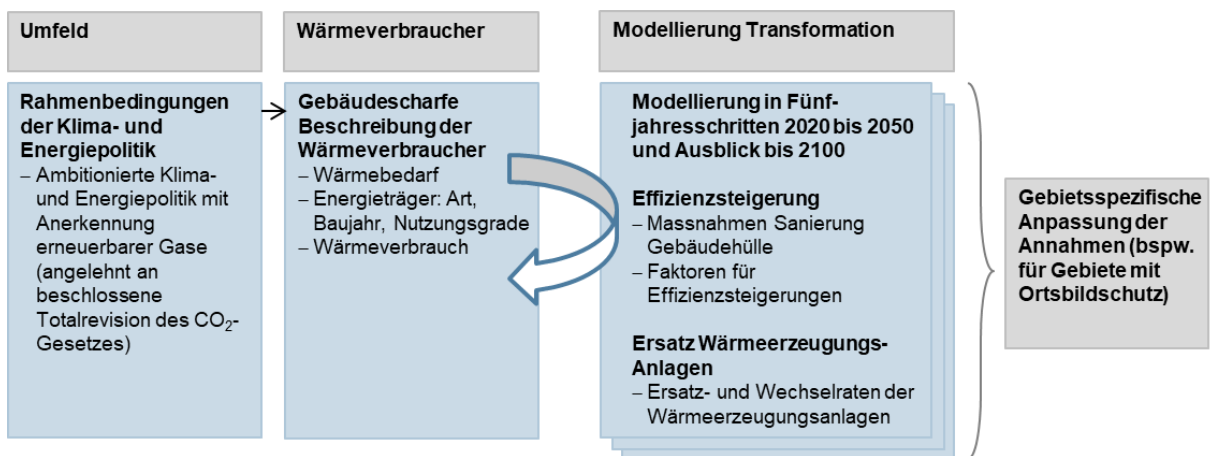 Umfeld
Wärmeverbraucher
Modellierung Transformation
Rahmenbedingungen
der Klima- und
Energiepolitik
– Ambitionierte Klima-
und Energiepolitik mit
Anerkennung
erneuerbarer Gase
(angelehnt an
beschlossene
Totalrevision des CO₂-
Gesetzes)
Gebäudescharfe
Beschreibung der
Wärmeverbraucher
– Wärmebedarf
– Energieträger: Art,
Baujahr, Nutzungsgrade
– Wärmeverbrauch
Modellierung in Fünf-
jahresschritten 2020 bis 2050
und Ausblick bis 2100
Effizienzsteigerung
– Massnahmen Sanierung
Gebäudehülle
– Faktoren für
Effizienzsteigerungen
Ersatz Wärmeerzeugungs-
Anlagen
– Ersatz- und Wechselraten der
Wärmeerzeugungsanlagen
Gebietsspezifische
Anpassung der
Annahmen (bspw.
für Gebiete mit
Ortsbildschutz)